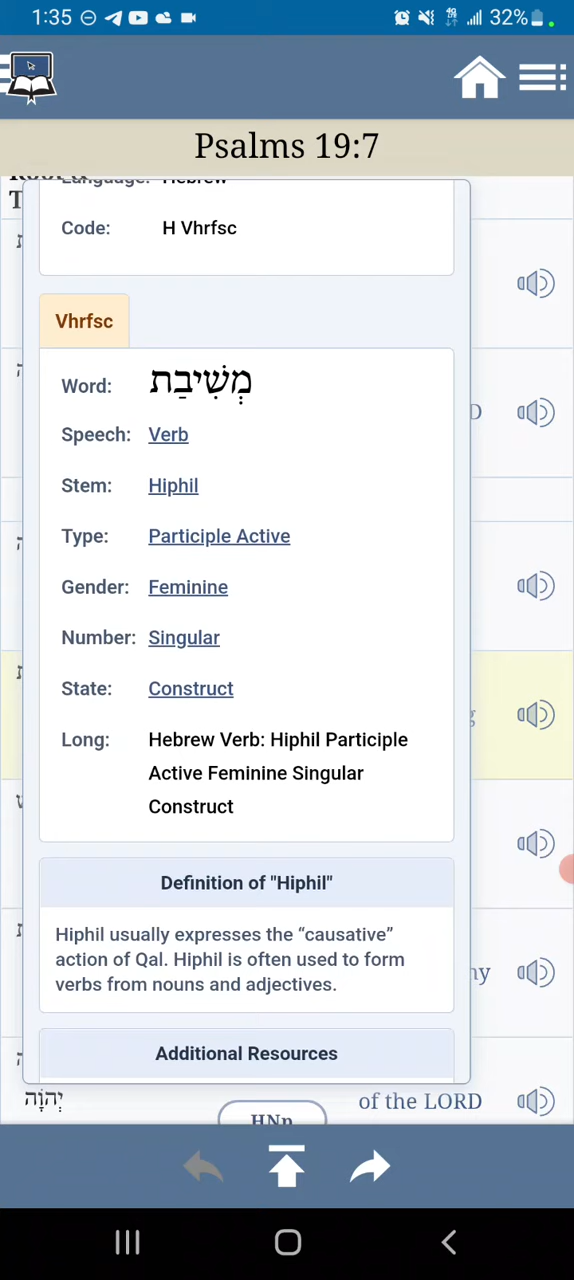 1:35 32%
Psalms 19:7
Language: Hebrew
Code: H Vhrfsc
Vhrfsc
Word: מְשִׁיבַת
Speech: Verb
Stem: Hiphil
Type: Participle Active
Gender: Feminine
Number: Singular
State: Construct
Long: Hebrew Verb: Hiphil Participle
Active Feminine Singular
Construct
Definition of "Hiphil"
Hiphil usually expresses the “causative”
action of Qal. Hiphil is often used to form
verbs from nouns and adjectives.
Additional Resources
יְהוָה HNp of the LORD